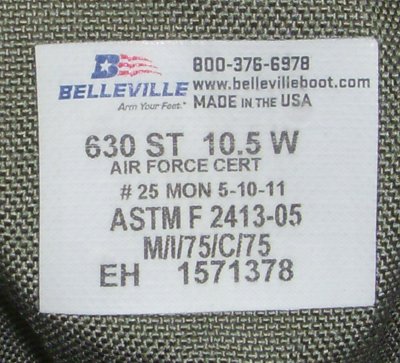 B
BELLEVILLE
Arm Your Feet.®
800-376-6978
www.bellevilleboot.com
MADE IN THE USA
630 ST 10.5 W
AIR FORCE CERT
# 25 MON 5-10-11
ASTM F 2413-05
M/I/75/C/75
EH 1571378